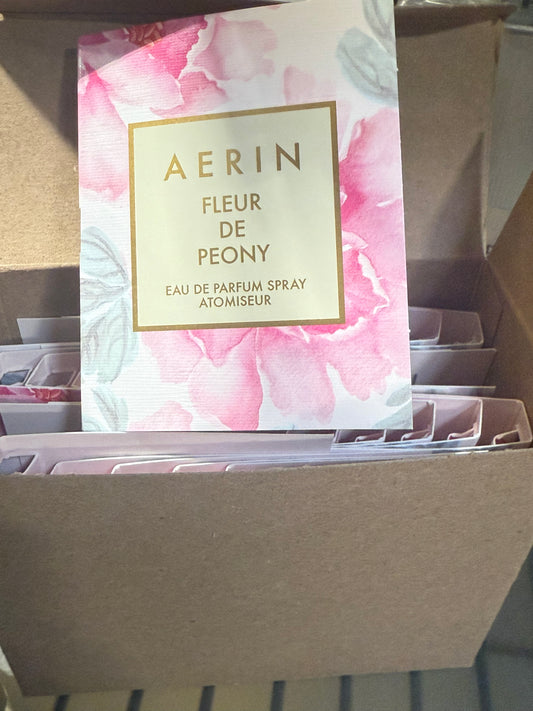 AERIN
FLEUR
DE
PEONY
EAU DE PARFUM SPRAY
ATOMISEUR